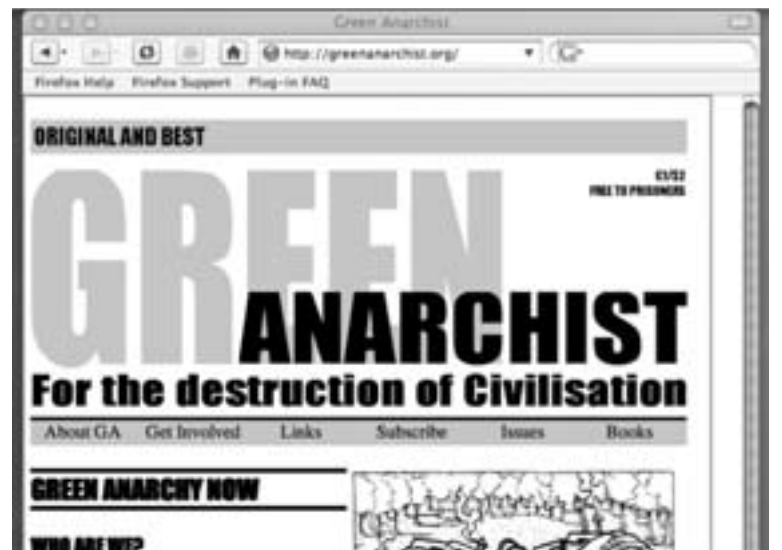 Green Anarchist
http://greenanarchist.org/
Firefox Help Firefox Support Plug-in FAQ
ORIGINAL AND BEST
£1/$2
FREE TO PRISONERS
GREEN
ANARCHIST
For the destruction of Civilisation
About GA Get Involved Links Subscribe Issues Books
GREEN ANARCHY NOW
WHO ARE WE?